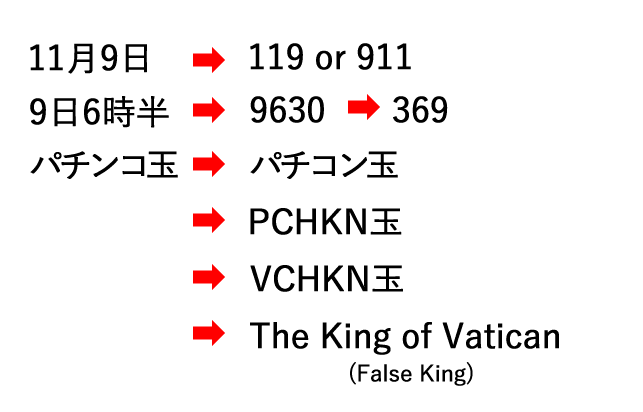 11月9日 ➡ 119 or 911
9日6時半 ➡ 9630 ➡ 369
パチンコ玉 ➡ パチコン玉
➡ PCHKN玉
➡ VCHKN玉
➡ The King of Vatican
(False King)